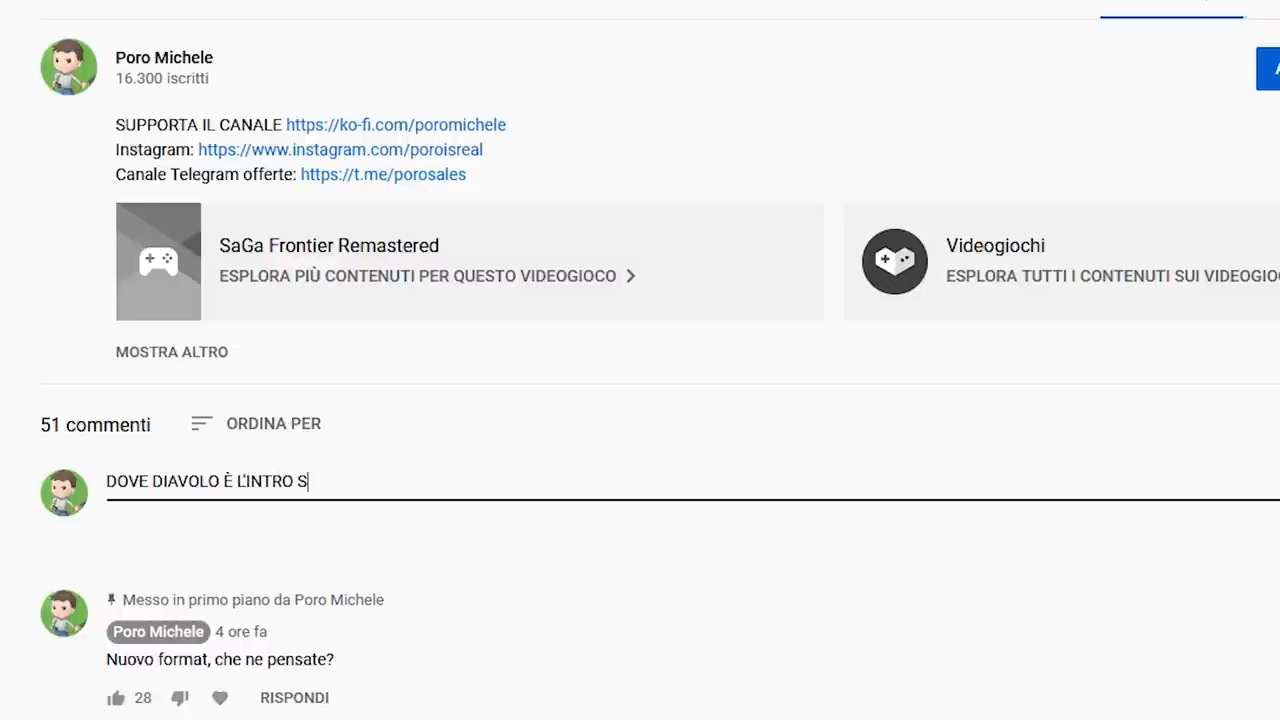 Poro Michele
16.300 iscritti
SUPPORTA IL CANALE https://ko-fi.com/poromichele
Instagram: https://www.instagram.com/poroisreal
Canale Telegram offerte: https://t.me/porosales
SaGa Frontier Remastered
ESPLORA PIÙ CONTENUTI PER QUESTO VIDEOGIOCO
Videogiochi
ESPLORA TUTTI I CONTENUTI SUI VIDEOGIO
MOSTRA ALTRO
51 commenti
ORDINA PER
DOVE DIAVOLO È L'INTRO S
Messo in primo piano da Poro Michele
Poro Michele 4 ore fa
Nuovo format, che ne pensate?
28 RISPONDI